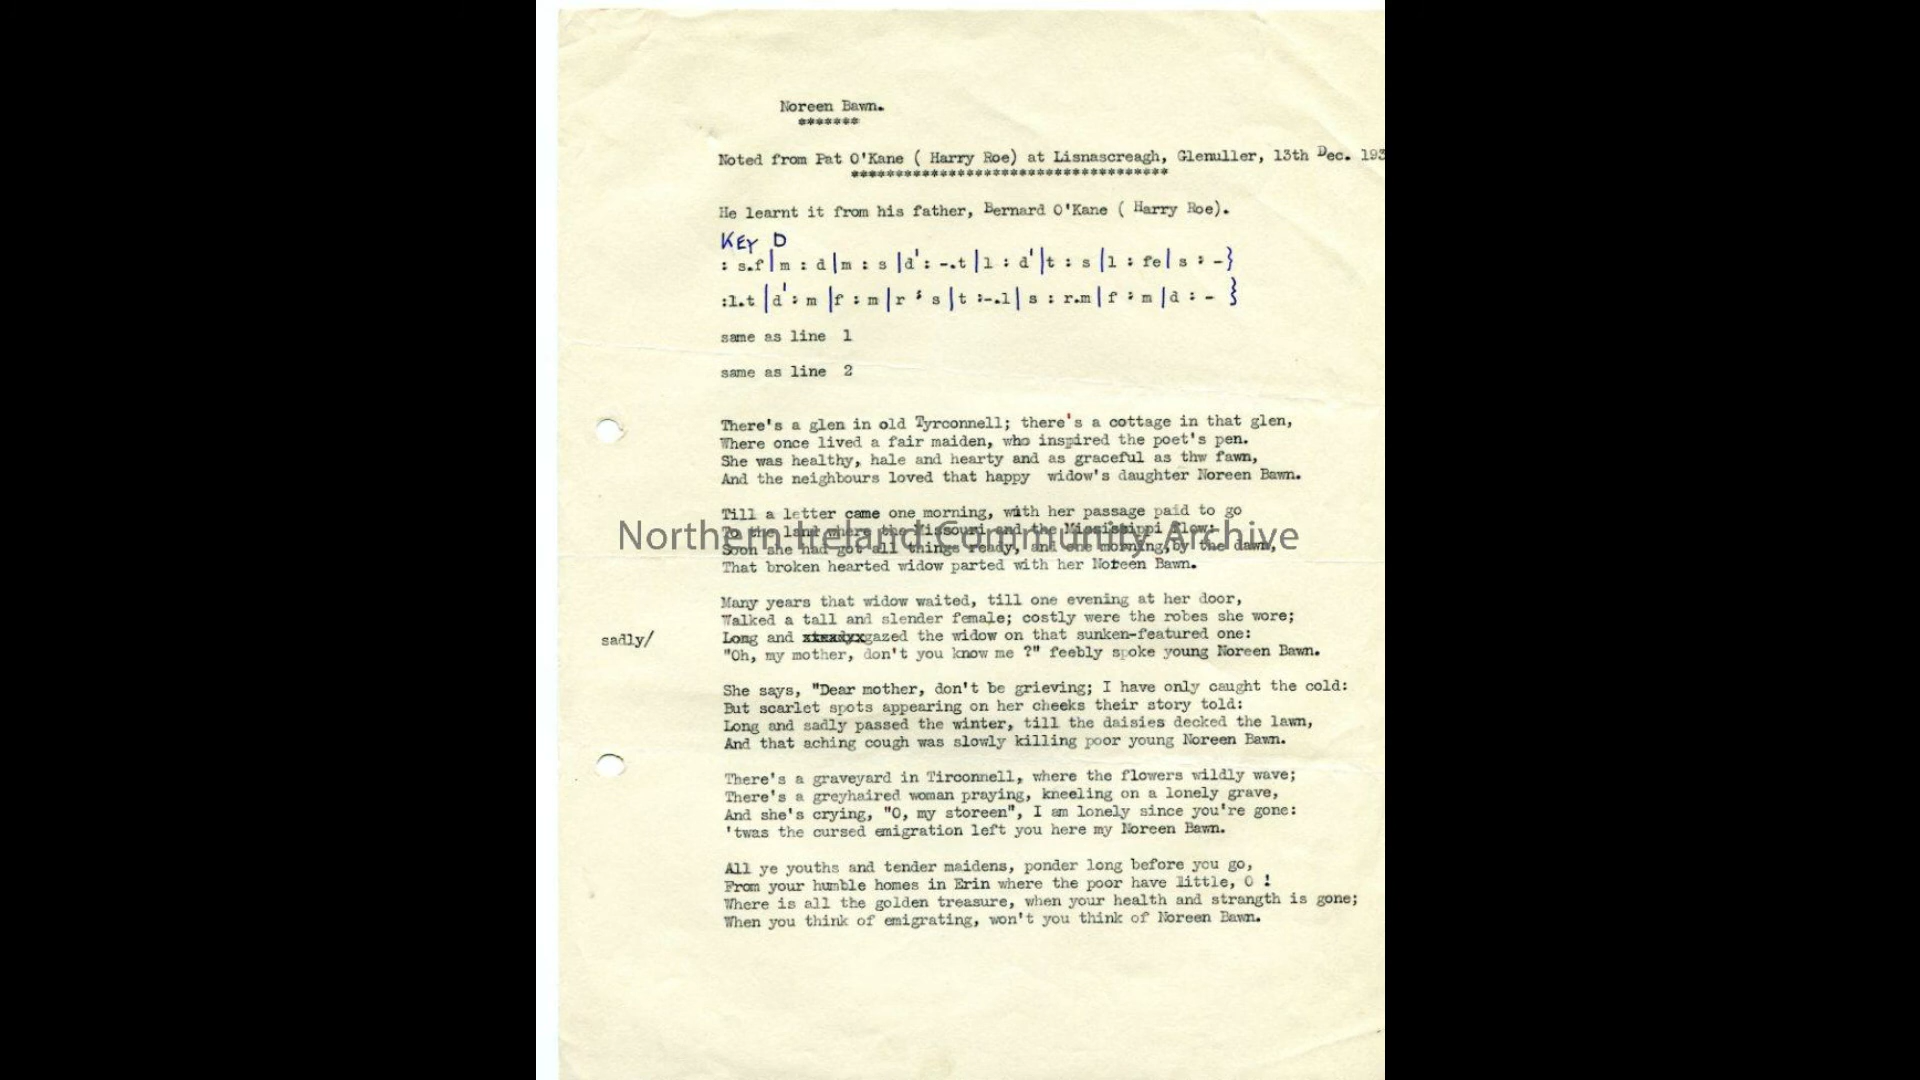 Noreen Bawn.
*******
Noted from Pat O'Kane ( Harry Roe) at Lisnascreagh, Glenuller, 13th Dec. 193
************************************
He learnt it from his father, Bernard O'Kane ( Harry Roe).
KEY D
: s.f|m : d|m : s |d' : -.t|l : d'|t : s |l : fe| s : -}
:l.t |d' : m |f : m|r : s |t :-.l| s : r.m| f : m |d : - }
same as line 1
same as line 2
There's a glen in old Tyrconnell; there's a cottage in that glen,
Where once lived a fair maiden, who inspired the poet's pen.
She was healthy, hale and hearty and as graceful as thw fawn,
And the neighbours loved that happy widow's daughter Noreen Bawn.
Till a letter came one morning, with her passage paid to go
To the land where the Missouri and the Mississippi flow:
Northern Ireland Community Archive
Soon she had got all things ready, and one morning,by the dawn,
That broken hearted widow parted with her Noreen Bawn.
Many years that widow waited, till one evening at her door,
Walked a tall and slender female; costly were the robes she wore;
sadly/ Long and gazed the widow on that sunken-featured one:
"Oh, my mother, don't you know me ?" feebly spoke young Noreen Bawn.
She says, "Dear mother, don't be grieving; I have only caught the cold:
But scarlet spots appearing on her cheeks their story told:
Long and sadly passed the winter, till the daisies decked the lawn,
And that aching cough was slowly killing poor young Noreen Bawn.
There's a graveyard in Tirconnell, where the flowers wildly wave;
There's a greyhaired woman praying, kneeling on a lonely grave,
And she's crying, "O, my storeen", I am lonely since you're gone:
'twas the cursed emigration left you here my Noreen Bawn.
All ye youths and tender maidens, ponder long before you go,
From your humble homes in Erin where the poor have little, O !
Where is all the golden treasure, when your health and strangth is gone;
When you think of emigrating, won't you think of Noreen Bawn.